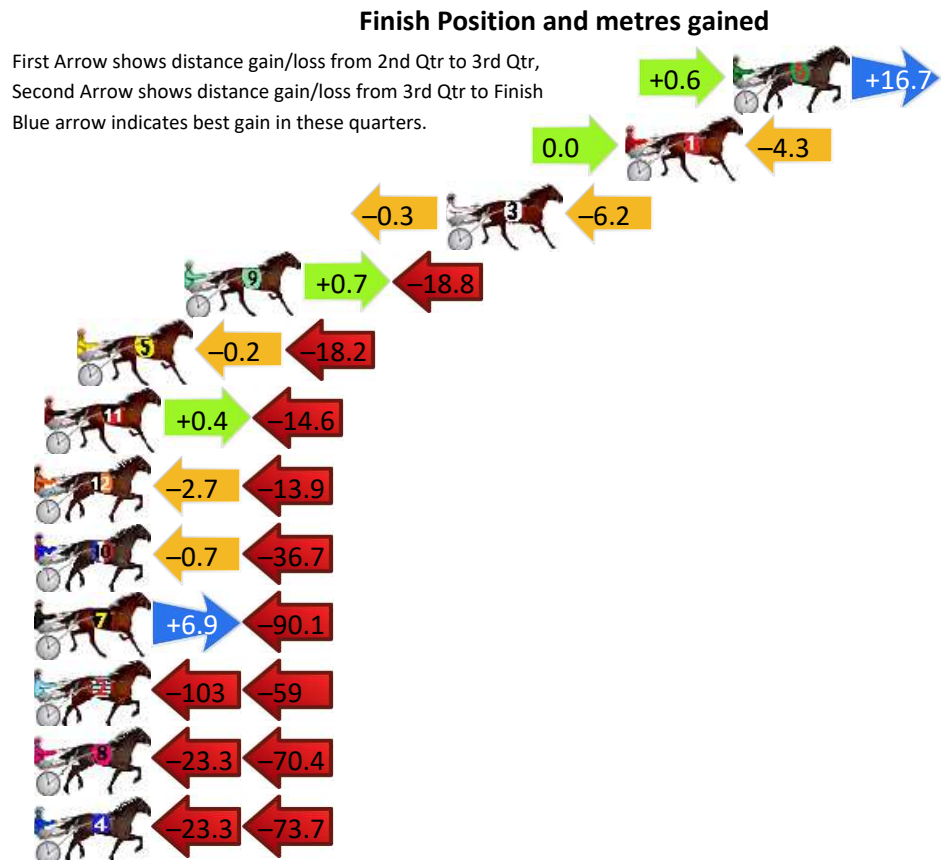 Finish Position and metres gained
First Arrow shows distance gain/loss from 2nd Qtr to 3rd Qtr,
Second Arrow shows distance gain/loss from 3rd Qtr to Finish
Blue arrow indicates best gain in these quarters.
+0.6 6 +16.7
0.0 1 –4.3
–0.3 3 –6.2
9 +0.7 –18.8
5 –0.2 –18.2
11 +0.4 –14.6
12 –2.7 –13.9
10 –0.7 –36.7
7 +6.9 –90.1
2 –103 –59
8 –23.3 –70.4
4 –23.3 –73.7